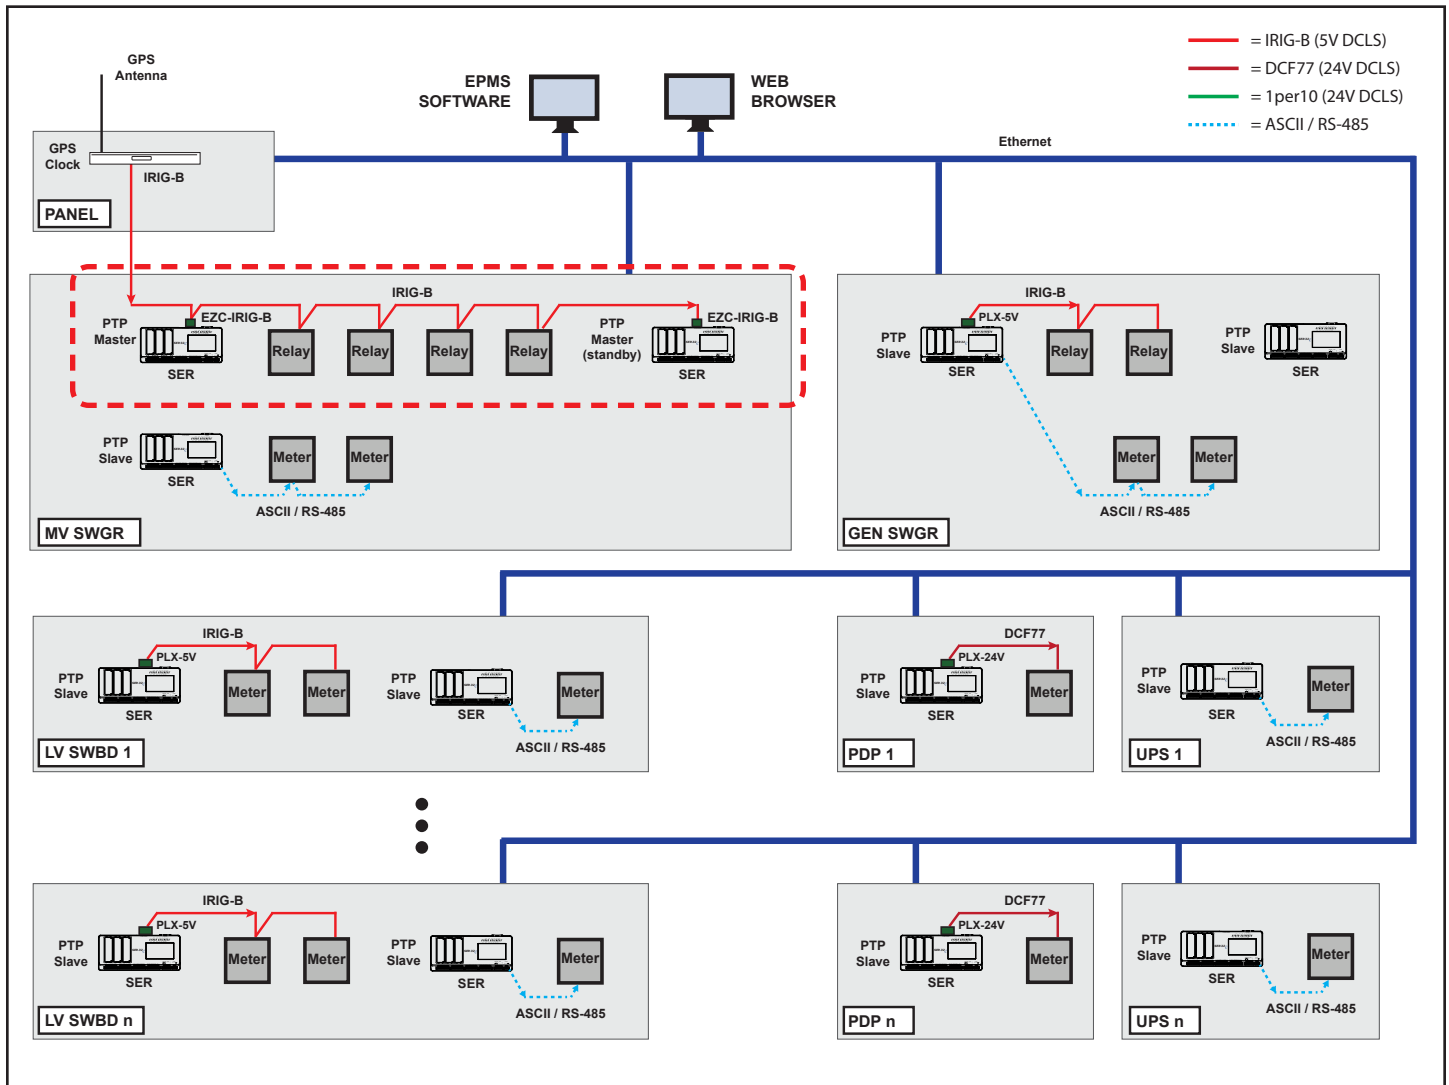 GPS
Antenna
EPMS
SOFTWARE
WEB
BROWSER
= IRIG-B (5V DCLS)
= DCF77 (24V DCLS)
= 1per10 (24V DCLS)
= ASCII / RS-485
GPS
Clock
IRIG-B
PANEL
Ethernet
IRIG-B
PTP
Master
EZC-IRIG-B
SER
Relay
Relay
Relay
Relay
PTP
Master
(standby)
EZC-IRIG-B
SER
PTP
Slave
SER
Meter
Meter
ASCII / RS-485
MV SWGR
IRIG-B
PTP
Slave
PLX-5V
SER
Relay
Relay
PTP
Slave
SER
Meter
Meter
ASCII / RS-485
GEN SWGR
IRIG-B
PTP
Slave
PLX-5V
SER
Meter
Meter
PTP
Slave
SER
Meter
ASCII / RS-485
LV SWBD 1
DCF77
PTP
Slave
PLX-24V
SER
Meter
PDP 1
PTP
Slave
SER
Meter
ASCII / RS-485
UPS 1
IRIG-B
PTP
Slave
PLX-5V
SER
Meter
Meter
PTP
Slave
SER
Meter
ASCII / RS-485
LV SWBD n
DCF77
PTP
Slave
PLX-24V
SER
Meter
PDP n
PTP
Slave
SER
Meter
ASCII / RS-485
UPS n